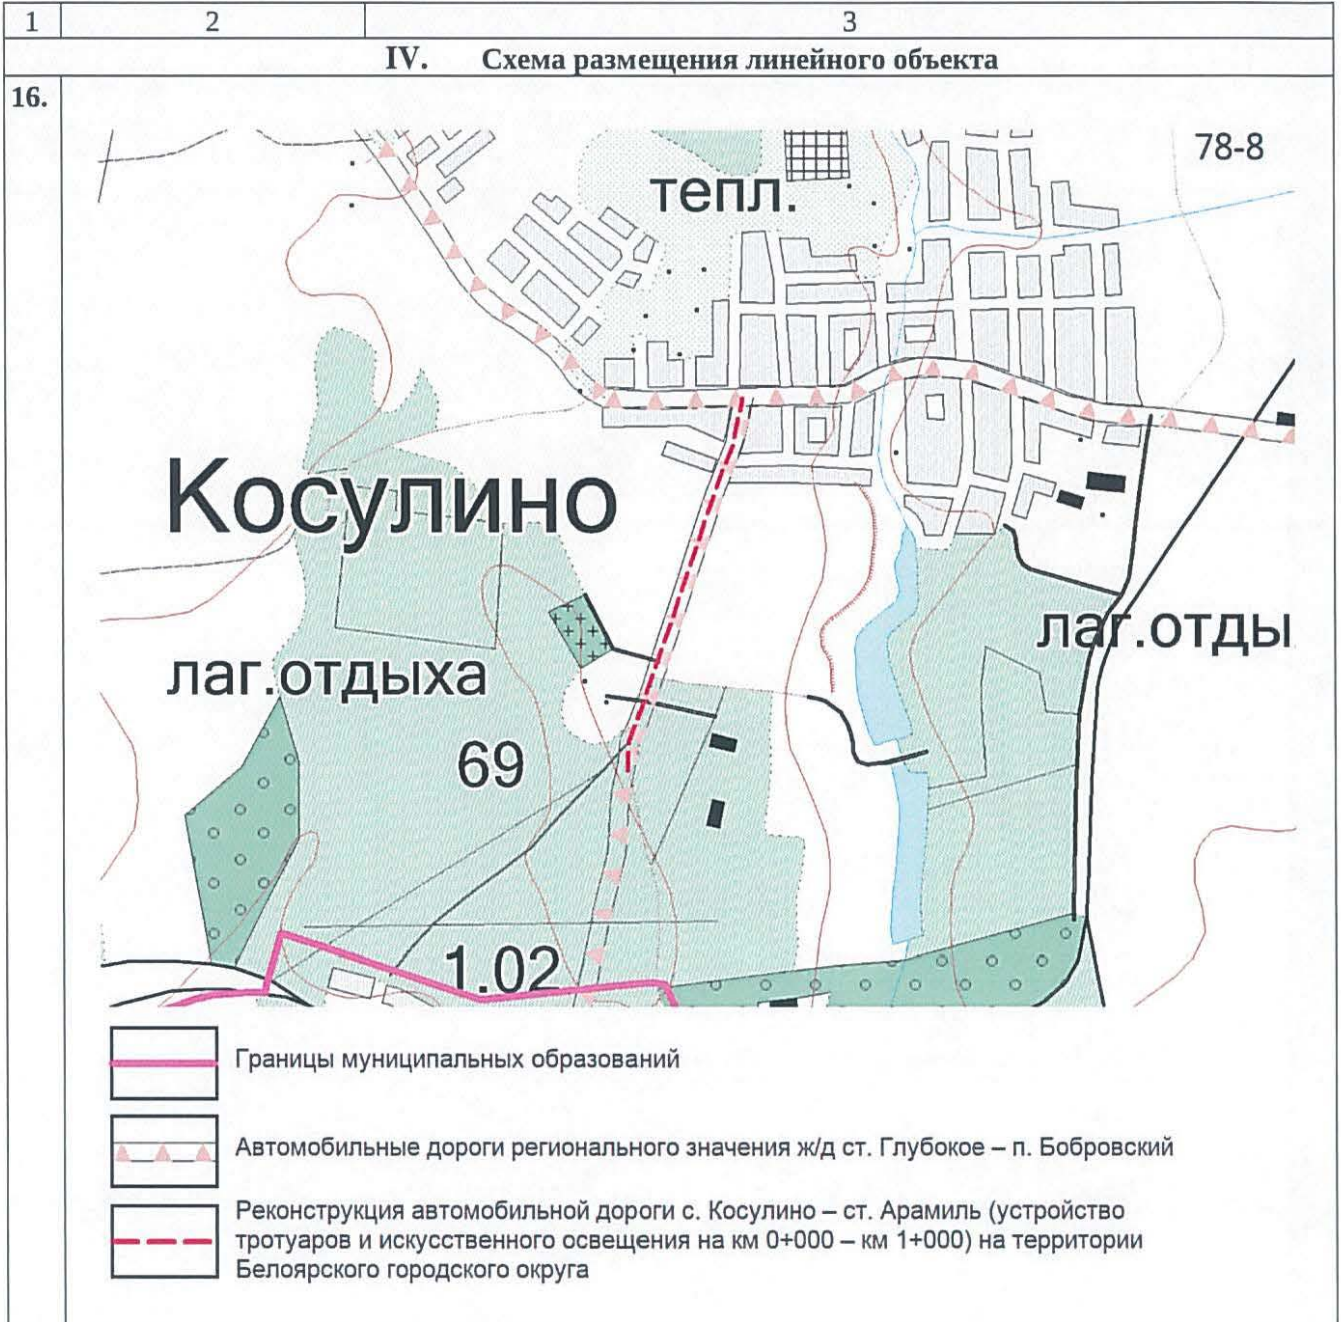 1 2 3
IV. Схема размещения линейного объекта
16.
78-8
тепл.
Косулино
лаг.отды
лаг.отдыха
69
1.02
Границы муниципальных образований
Автомобильные дороги регионального значения ж/д ст. Глубокое – п. Бобровский
Реконструкция автомобильной дороги с. Косулино – ст. Арамиль (устройство
тротуаров и искусственного освещения на км 0+000 – км 1+000) на территории
Белоярского городского округа